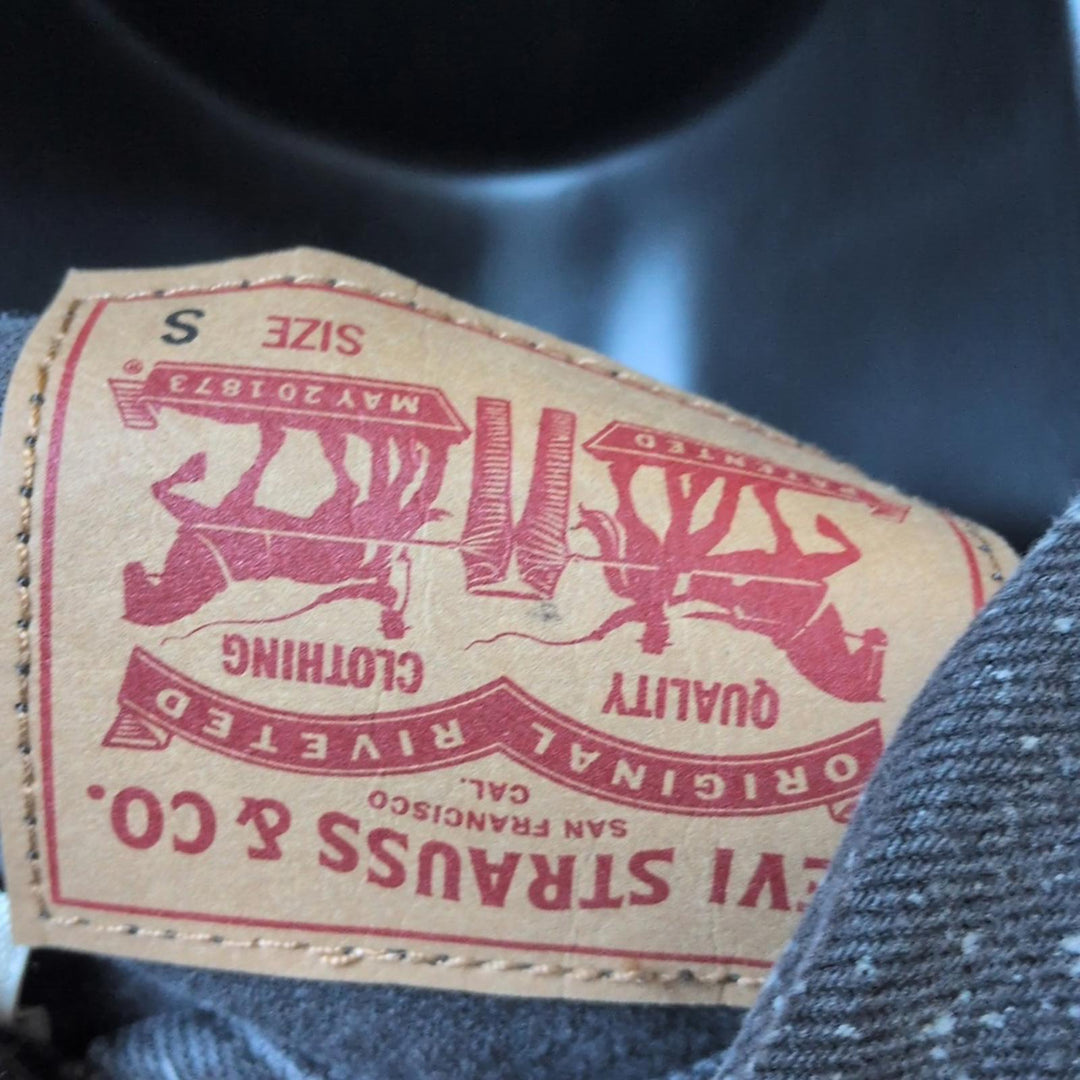 EVI STRAUSS & CO.
SAN FRANCISCO
CAL.
ORIGINAL RIVETED
QUALITY CLOTHING
PATENTED MAY 20 1873 ®
SIZE S